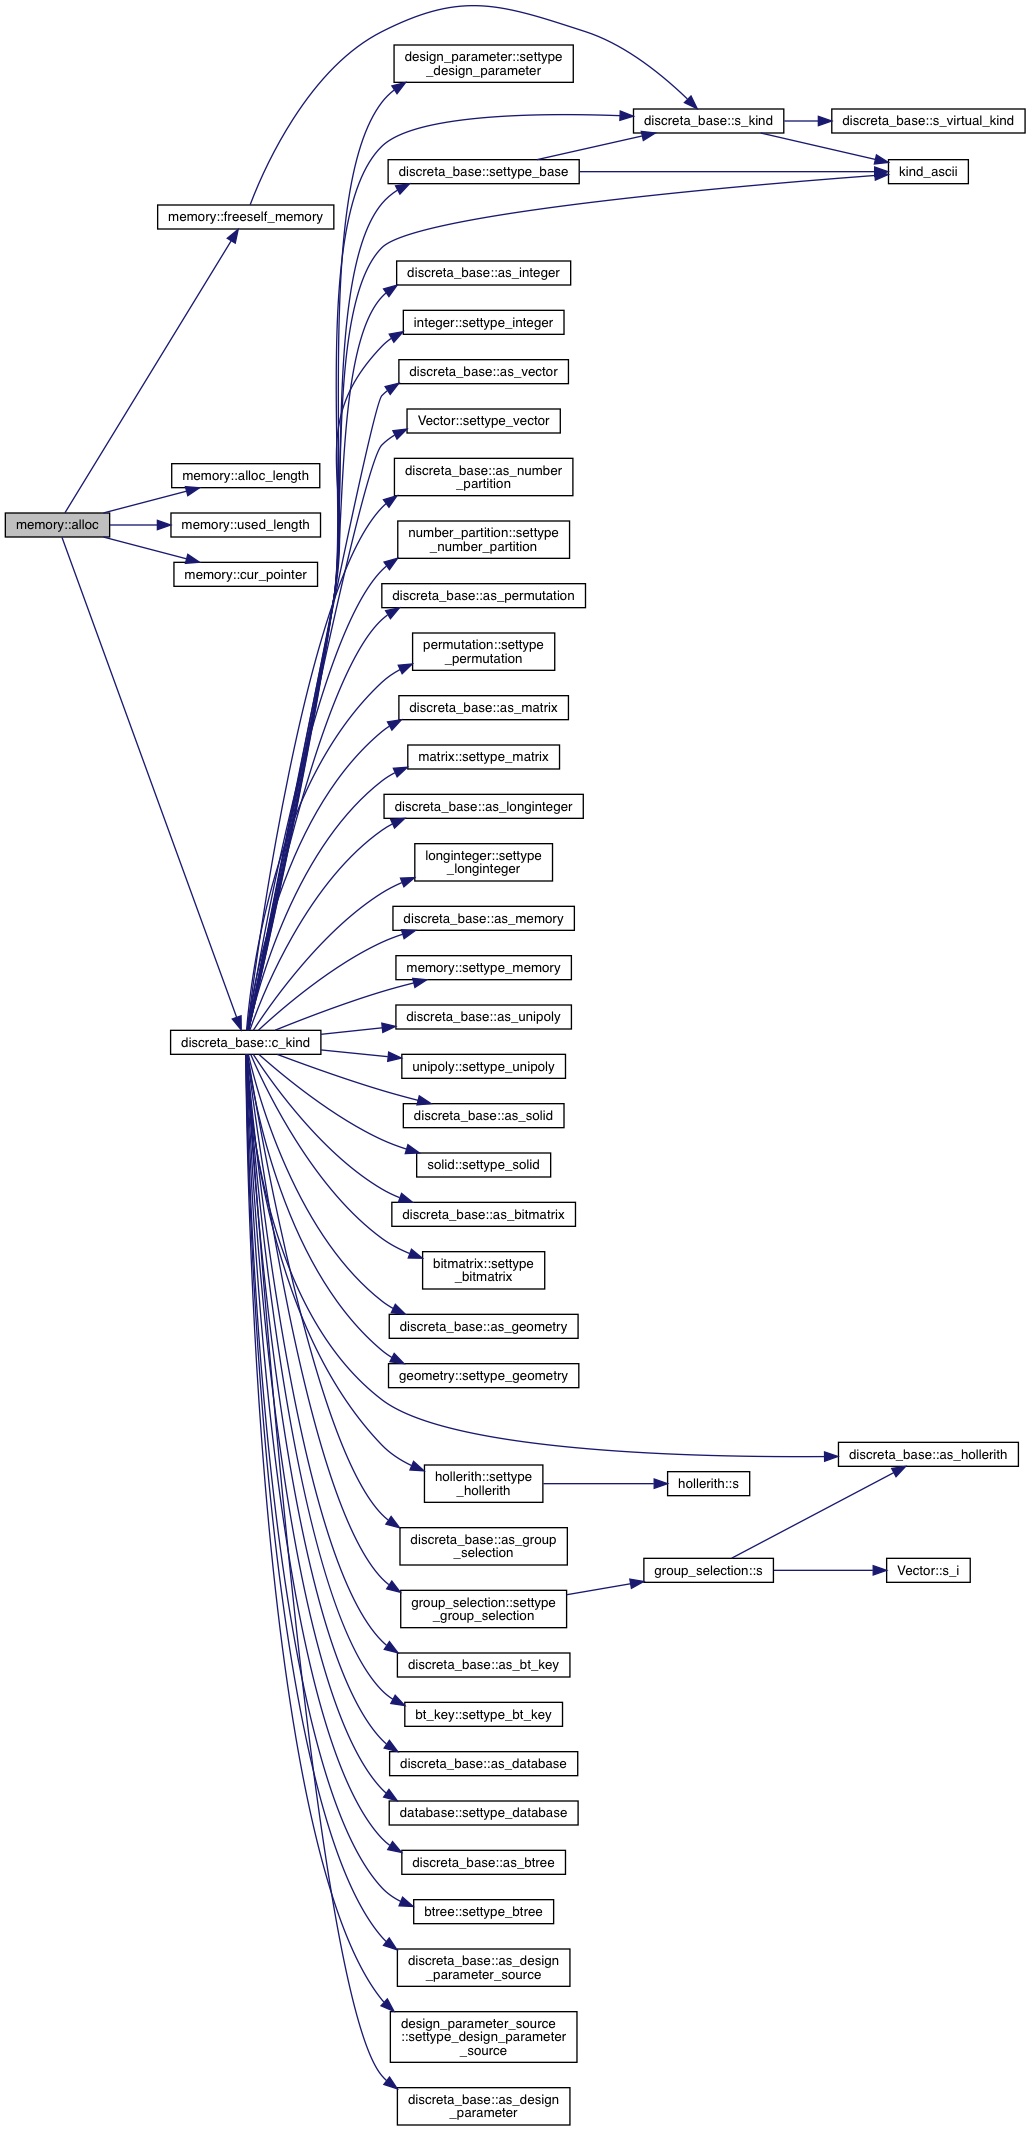 design_parameter::settype
_design_parameter
discreta_base::s_kind
discreta_base::s_virtual_kind
discreta_base::settype_base
kind_ascii
memory::freeself_memory
discreta_base::as_integer
integer::settype_integer
discreta_base::as_vector
Vector::settype_vector
discreta_base::as_number
_partition
memory::alloc_length
memory::alloc
memory::used_length
number_partition::settype
_number_partition
memory::cur_pointer
discreta_base::as_permutation
permutation::settype
_permutation
discreta_base::as_matrix
matrix::settype_matrix
discreta_base::as_longinteger
longinteger::settype
_longinteger
discreta_base::as_memory
memory::settype_memory
discreta_base::as_unipoly
discreta_base::c_kind
unipoly::settype_unipoly
discreta_base::as_solid
solid::settype_solid
discreta_base::as_bitmatrix
bitmatrix::settype
_bitmatrix
discreta_base::as_geometry
geometry::settype_geometry
discreta_base::as_hollerith
hollerith::settype
_hollerith
hollerith::s
discreta_base::as_group
_selection
group_selection::s
Vector::s_i
group_selection::settype
_group_selection
discreta_base::as_bt_key
bt_key::settype_bt_key
discreta_base::as_database
database::settype_database
discreta_base::as_btree
btree::settype_btree
discreta_base::as_design
_parameter_source
design_parameter_source
::settype_design_parameter
_source
discreta_base::as_design
_parameter